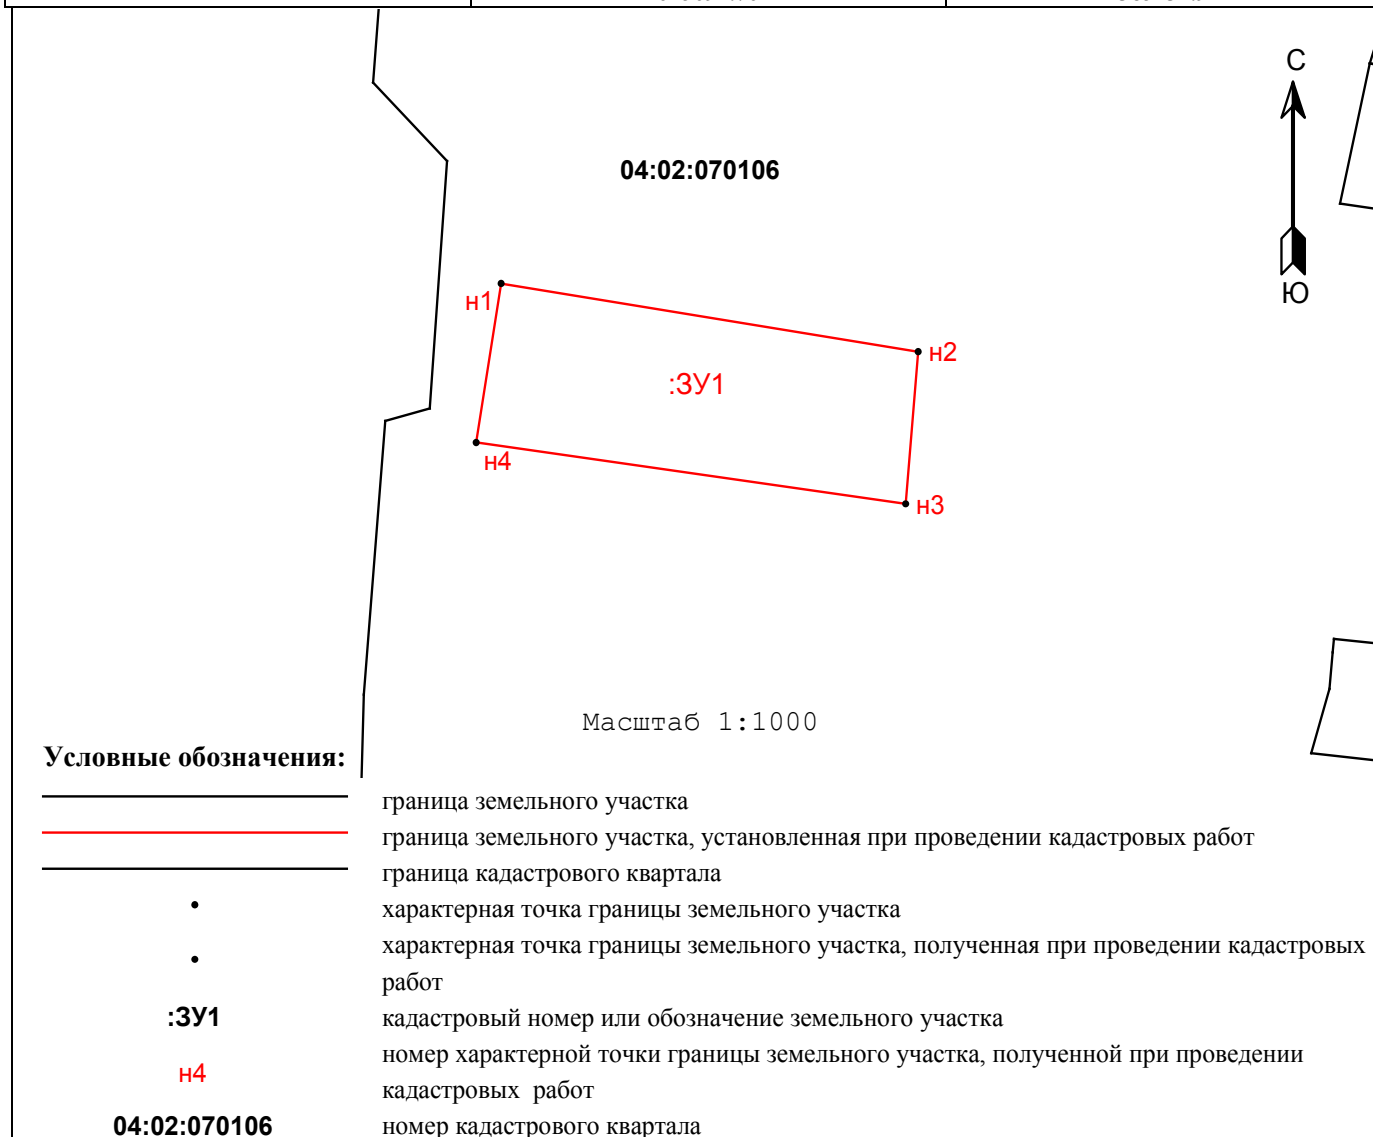 С
04:02:070106
Ю
н1
н2
:ЗУ1
н4
н3
Масштаб 1:1000
Условные обозначения:
граница земельного участка
граница земельного участка, установленная при проведении кадастровых работ
граница кадастрового квартала
характерная точка границы земельного участка
характерная точка границы земельного участка, полученная при проведении кадастровых
работ
:ЗУ1 кадастровый номер или обозначение земельного участка
номер характерной точки границы земельного участка, полученной при проведении
н4
кадастровых работ
04:02:070106 номер кадастрового квартала